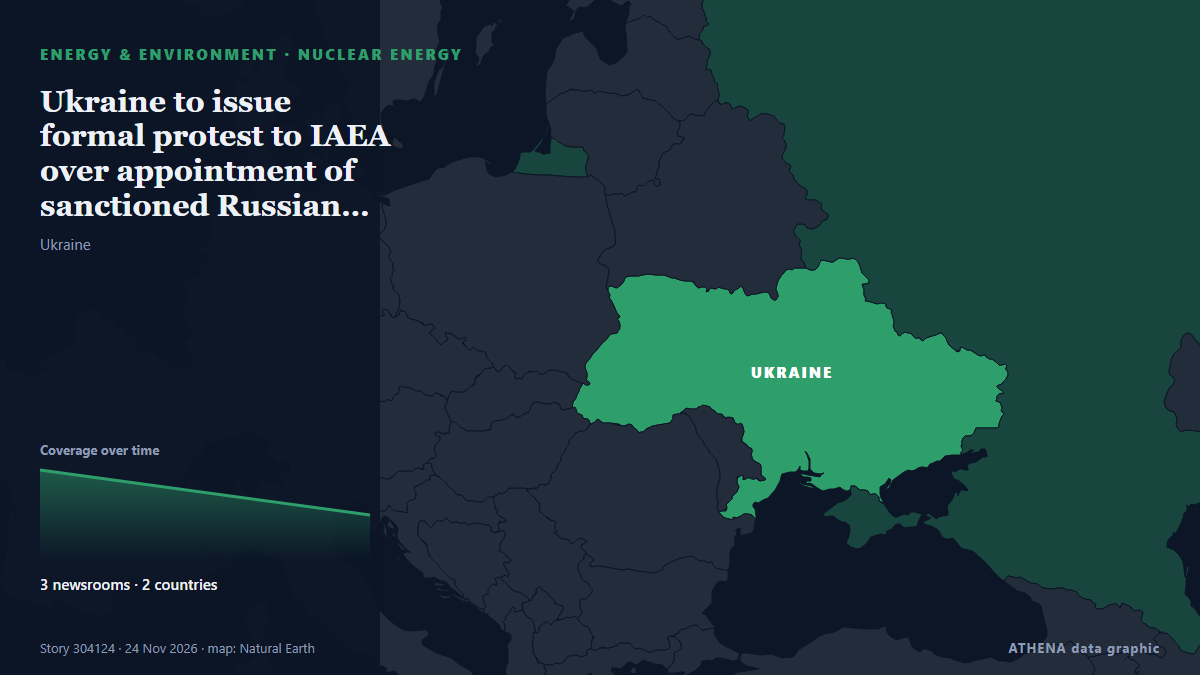 ENERGY & ENVIRONMENT · NUCLEAR ENERGY
Ukraine to issue
formal protest to IAEA
over appointment of
sanctioned Russian...
Ukraine
UKRAINE
Coverage over time
3 newsrooms · 2 countries
Story 304124 · 24 Nov 2026 · map: Natural Earth
ATHENA data graphic